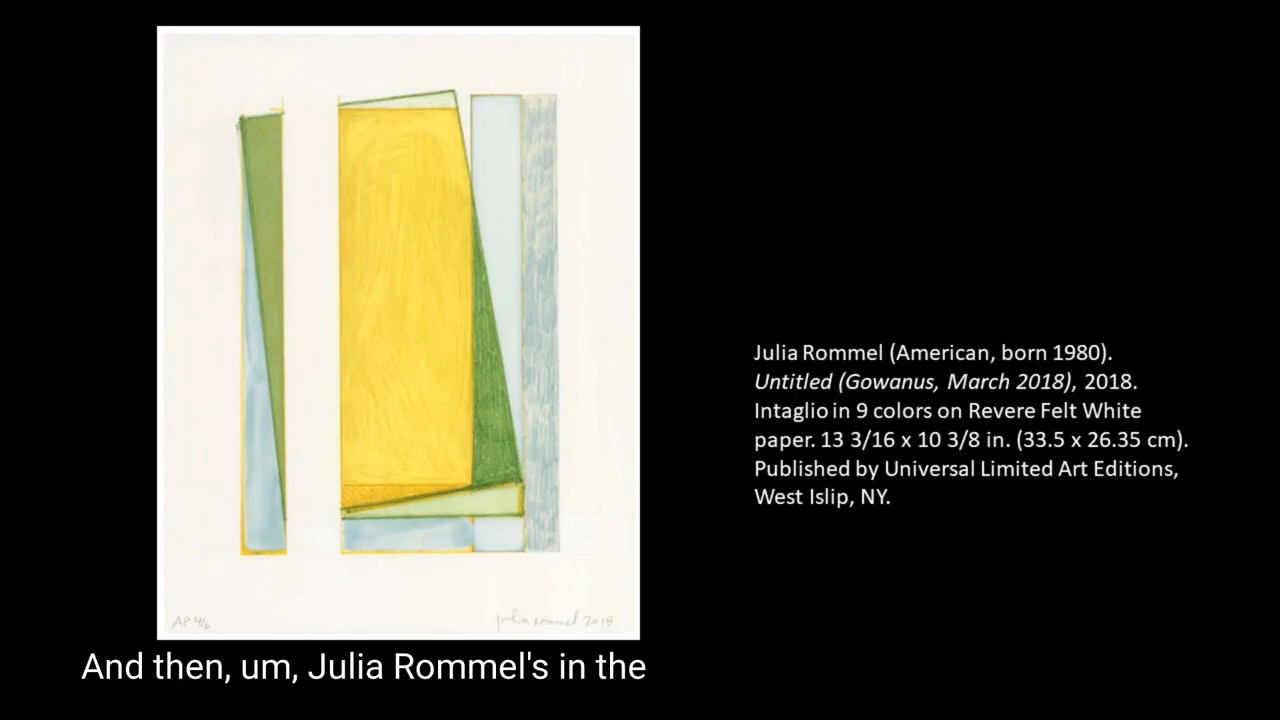 AP 4/6
julia rommel 2018
Julia Rommel (American, born 1980).
Untitled (Gowanus, March 2018), 2018.
Intaglio in 9 colors on Revere Felt White
paper. 13 3/16 x 10 3/8 in. (33.5 x 26.35 cm).
Published by Universal Limited Art Editions,
West Islip, NY.
And then, um, Julia Rommel's in the